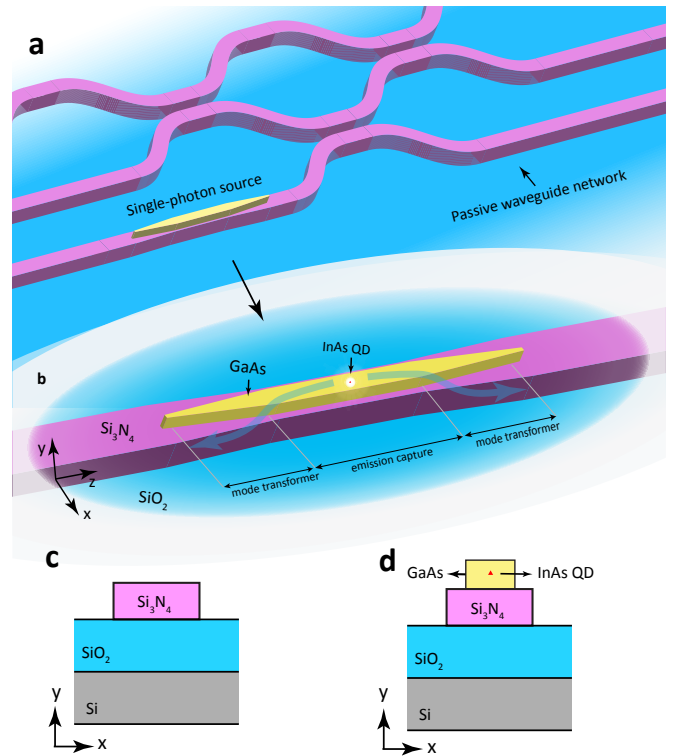 a
Single-photon source
Passive waveguide network
b
InAs QD
GaAs
Si₃N₄
y
z
x
SiO₂
mode transformer
emission capture
mode transformer
c
d
GaAs
InAs QD
Si₃N₄
Si₃N₄
SiO₂
SiO₂
Si
Si
y
x
y
x